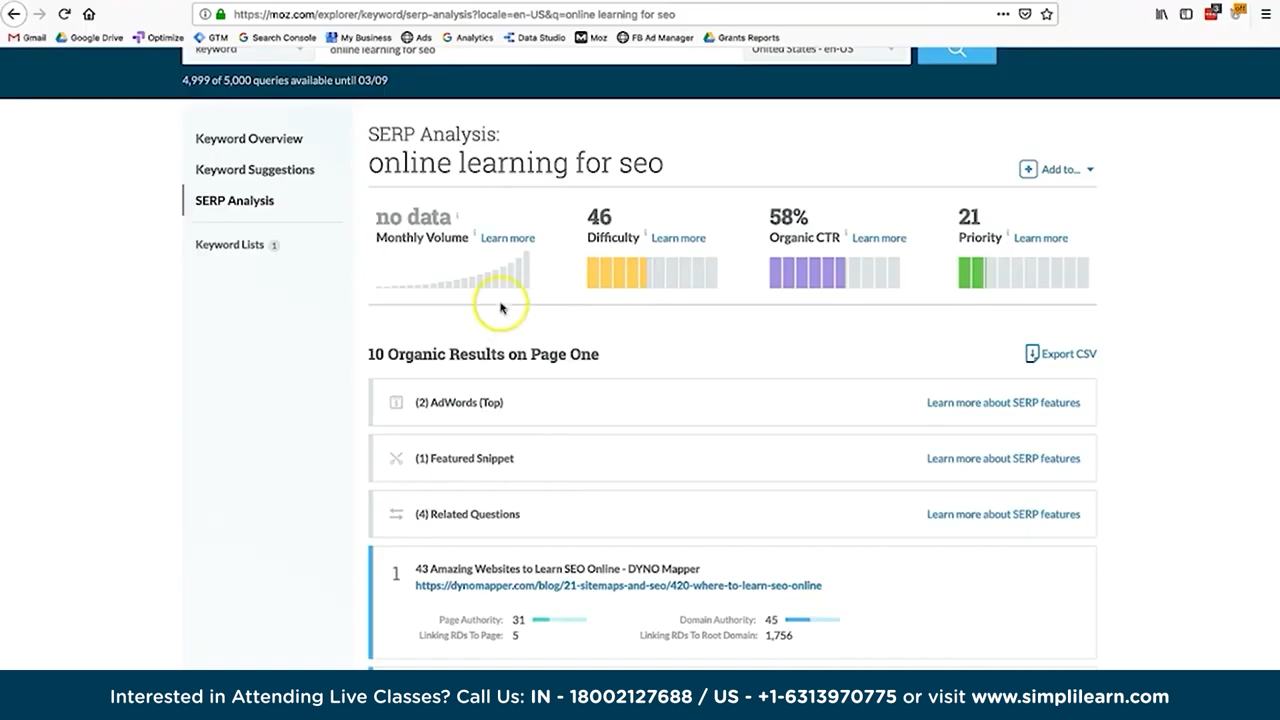 https://moz.com/explorer/keyword/serp-analysis?locale=en-US&q=online learning for seo
Gmail Google Drive Optimize GTM Search Console My Business Ads Analytics Data Studio Moz FB Ad Manager Grants Reports
keyword online learning for seo United States - en-US
4,999 of 5,000 queries available until 03/09
Keyword Overview
Keyword Suggestions
SERP Analysis
Keyword Lists 1
SERP Analysis:
online learning for seo
Add to...
no data 46 58% 21
Monthly Volume Learn more Difficulty Learn more Organic CTR Learn more Priority Learn more
10 Organic Results on Page One Export CSV
(2) AdWords (Top) Learn more about SERP features
(1) Featured Snippet Learn more about SERP features
(4) Related Questions Learn more about SERP features
1 43 Amazing Websites to Learn SEO Online - DYNO Mapper
https://dynomapper.com/blog/21-sitemaps-and-seo/420-where-to-learn-seo-online
Page Authority: 31 Domain Authority: 45
Linking RDs To Page: 5 Linking RDs To Root Domain: 1,756
Interested in Attending Live Classes? Call Us: IN - 18002127688 / US - +1-6313970775 or visit www.simplilearn.com